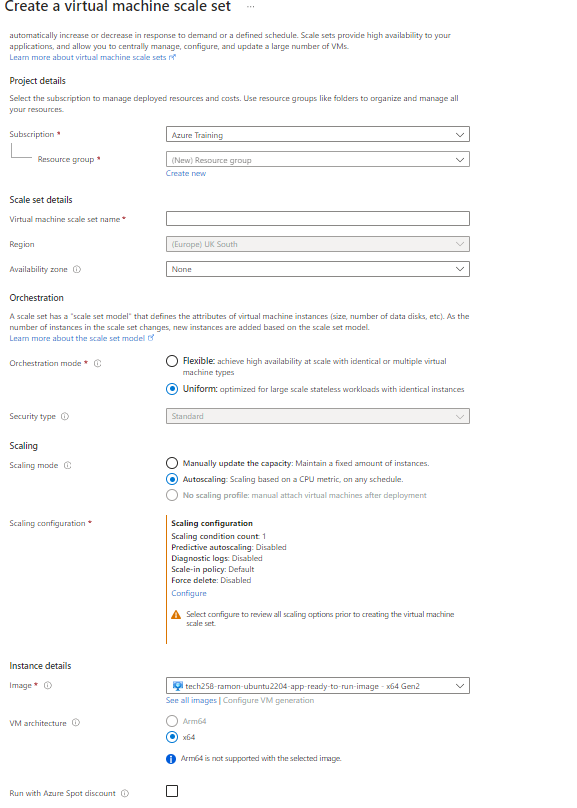 Create a virtual machine scale set ...
automatically increase or decrease in response to demand or a defined schedule. Scale sets provide high availability to your
applications, and allow you to centrally manage, configure, and update a large number of VMs.
Learn more about virtual machine scale sets
Project details
Select the subscription to manage deployed resources and costs. Use resource groups like folders to organize and manage all
your resources.
Subscription *
Azure Training
Resource group *
(New) Resource group
Create new
Scale set details
Virtual machine scale set name *
Region
(Europe) UK South
Availability zone
None
Orchestration
A scale set has a "scale set model" that defines the attributes of virtual machine instances (size, number of data disks, etc). As the
number of instances in the scale set changes, new instances are added based on the scale set model.
Learn more about the scale set model
Orchestration mode *
Flexible: achieve high availability at scale with identical or multiple virtual
machine types
Uniform: optimized for large scale stateless workloads with identical instances
Security type
Standard
Scaling
Scaling mode
Manually update the capacity: Maintain a fixed amount of instances.
Autoscaling: Scaling based on a CPU metric, on any schedule.
No scaling profile: manual attach virtual machines after deployment
Scaling configuration *
Scaling configuration
Scaling condition count: 1
Predictive autoscaling: Disabled
Diagnostic logs: Disabled
Scale-in policy: Default
Force delete: Disabled
Configure
Select configure to review all scaling options prior to creating the virtual machine
scale set.
Instance details
Image *
tech258-ramon-ubuntu2204-app-ready-to-run-image - x64 Gen2
See all images | Configure VM generation
VM architecture
Arm64
x64
Arm64 is not supported with the selected image.
Run with Azure Spot discount